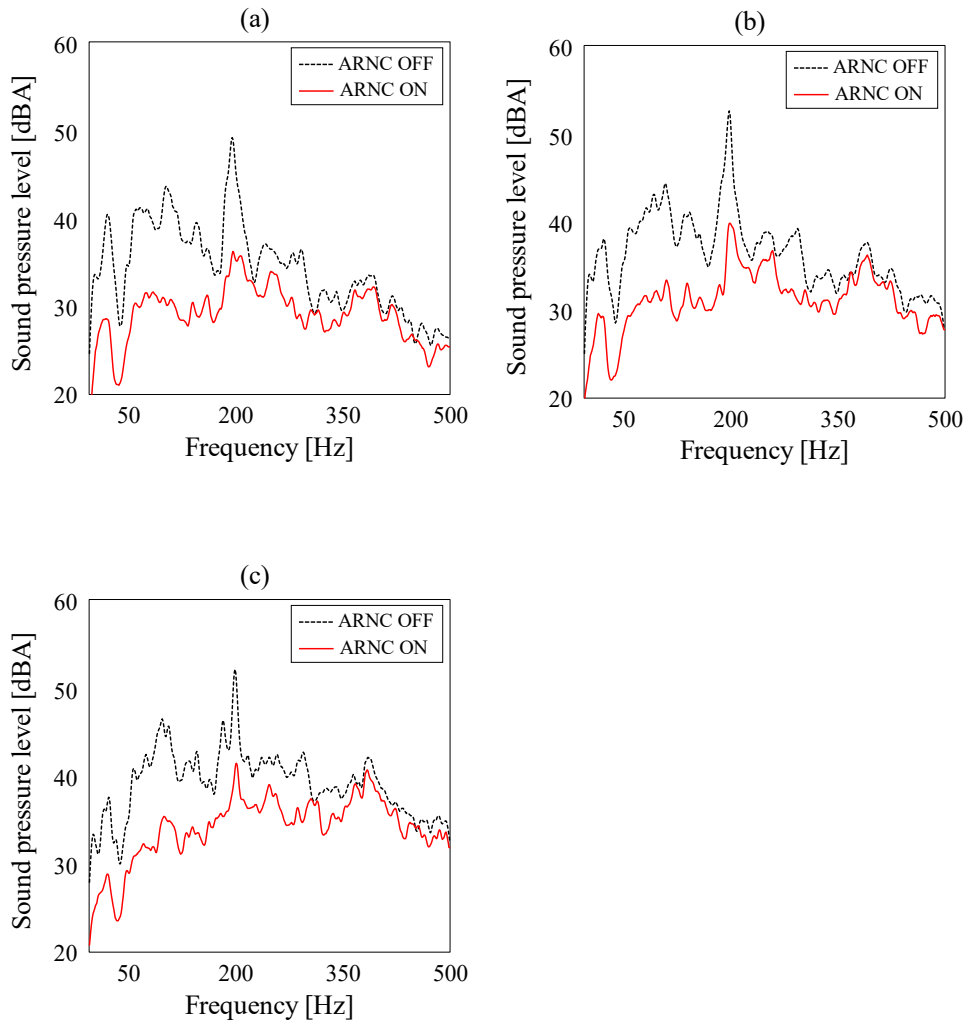 (a)
60
50
40
30
20
50
200
350
500
Sound pressure level [dBA]
Frequency [Hz]
ARNC OFF
ARNC ON
(b)
60
50
40
30
20
50
200
350
500
Sound pressure level [dBA]
Frequency [Hz]
ARNC OFF
ARNC ON
(c)
60
50
40
30
20
50
200
350
500
Sound pressure level [dBA]
Frequency [Hz]
ARNC OFF
ARNC ON